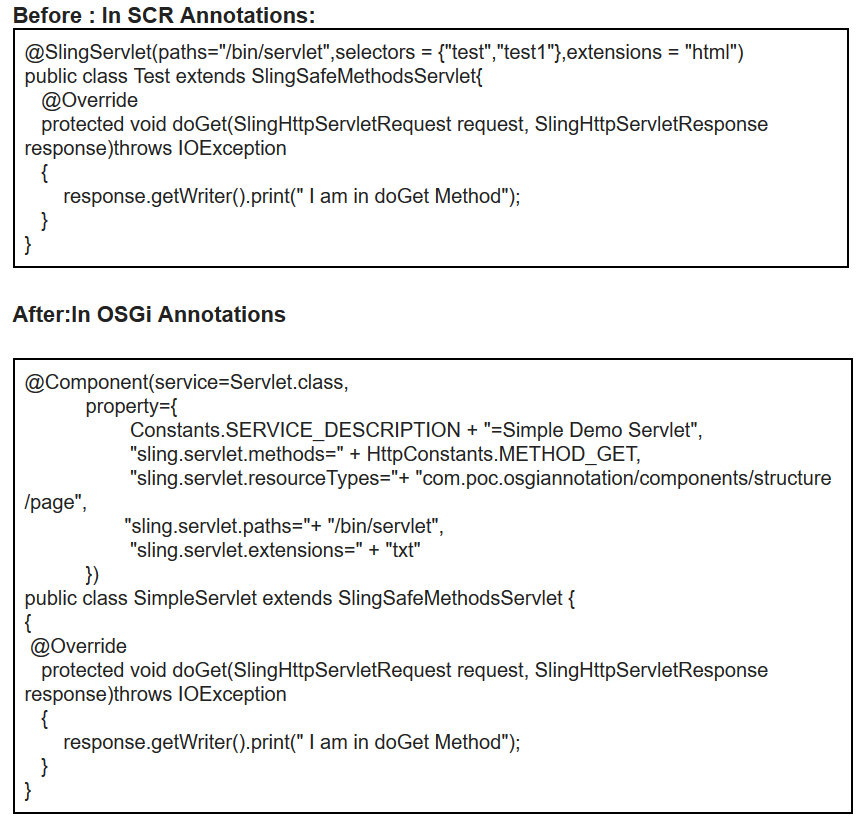 Before : In SCR Annotations:
@SlingServlet(paths="/bin/servlet",selectors = {"test","test1"},extensions = "html")
public class Test extends SlingSafeMethodsServlet{
@Override
protected void doGet(SlingHttpServletRequest request, SlingHttpServletResponse
response)throws IOException
{
response.getWriter().print(" I am in doGet Method");
}
}
After:In OSGi Annotations
@Component(service=Servlet.class,
property={
Constants.SERVICE_DESCRIPTION + "=Simple Demo Servlet",
"sling.servlet.methods=" + HttpConstants.METHOD_GET,
"sling.servlet.resourceTypes="+ "com.poc.osgiannotation/components/structure
/page",
"sling.servlet.paths="+ "/bin/servlet",
"sling.servlet.extensions=" + "txt"
})
public class SimpleServlet extends SlingSafeMethodsServlet {
{
@Override
protected void doGet(SlingHttpServletRequest request, SlingHttpServletResponse
response)throws IOException
{
response.getWriter().print(" I am in doGet Method");
}
}